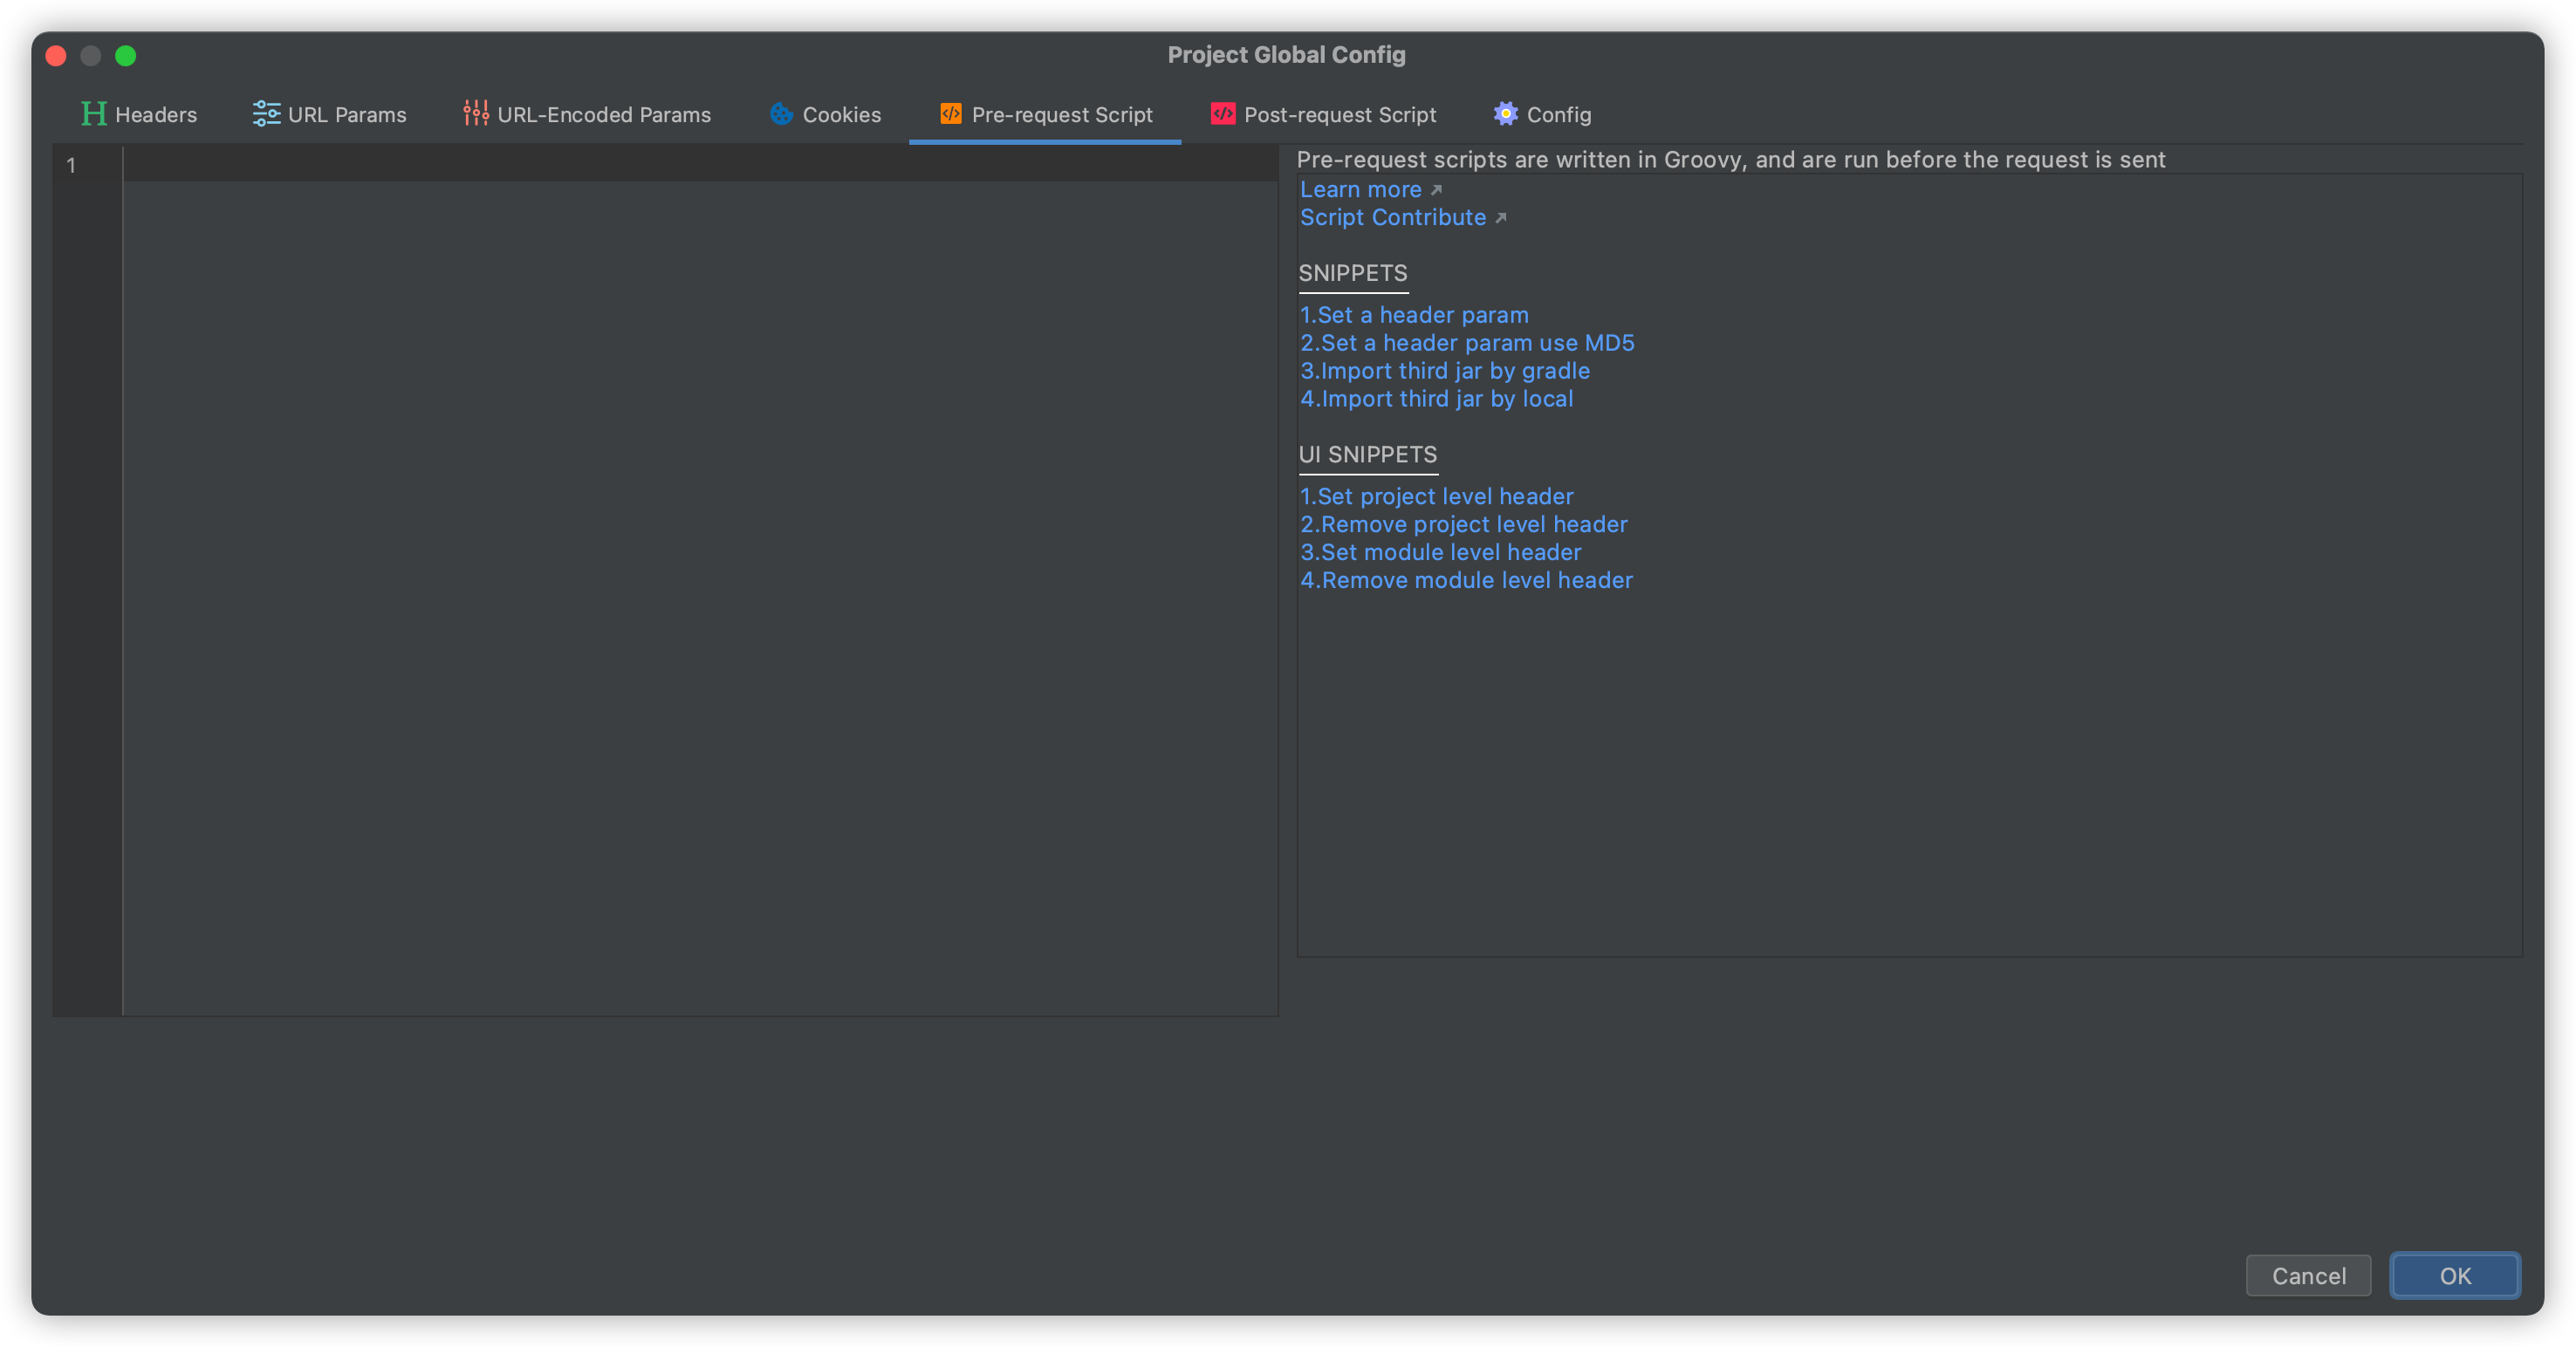 Project Global Config
Headers URL Params URL-Encoded Params Cookies Pre-request Script Post-request Script Config
1
Pre-request scripts are written in Groovy, and are run before the request is sent
Learn more
Script Contribute
SNIPPETS
1.Set a header param
2.Set a header param use MD5
3.Import third jar by gradle
4.Import third jar by local
UI SNIPPETS
1.Set project level header
2.Remove project level header
3.Set module level header
4.Remove module level header
Cancel OK